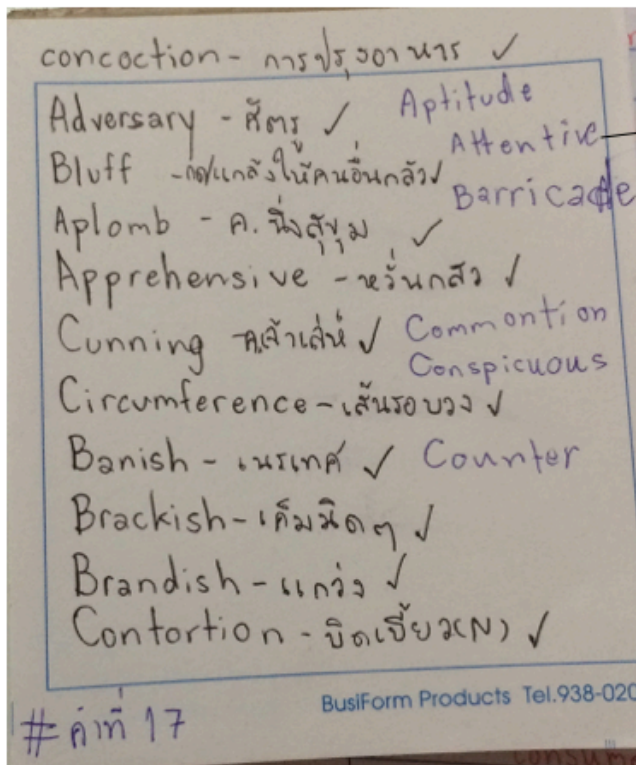 concoction - การปรุงอาหาร ✓
Adversary - ศัตรู ✓ Aptitude
Attentive
Bluff - แกล้งให้คนอื่นกลัว ✓
Barricade
Aplomb - ค. นิ่งสุขุม ✓
Apprehensive - หวั่นกลัว ✓
Cunning - ค.เจ้าเล่ห์ ✓ Commontion
Conspicuous
Circumference - เส้นรอบวง ✓
Banish - เนรเทศ ✓ Counter
Brackish - เค็มนิดๆ ✓
Brandish - แกว่ง ✓
Contortion - บิดเบี้ยว(N) ✓
BusiForm Products Tel.938-020
# คำที่ 17
consum